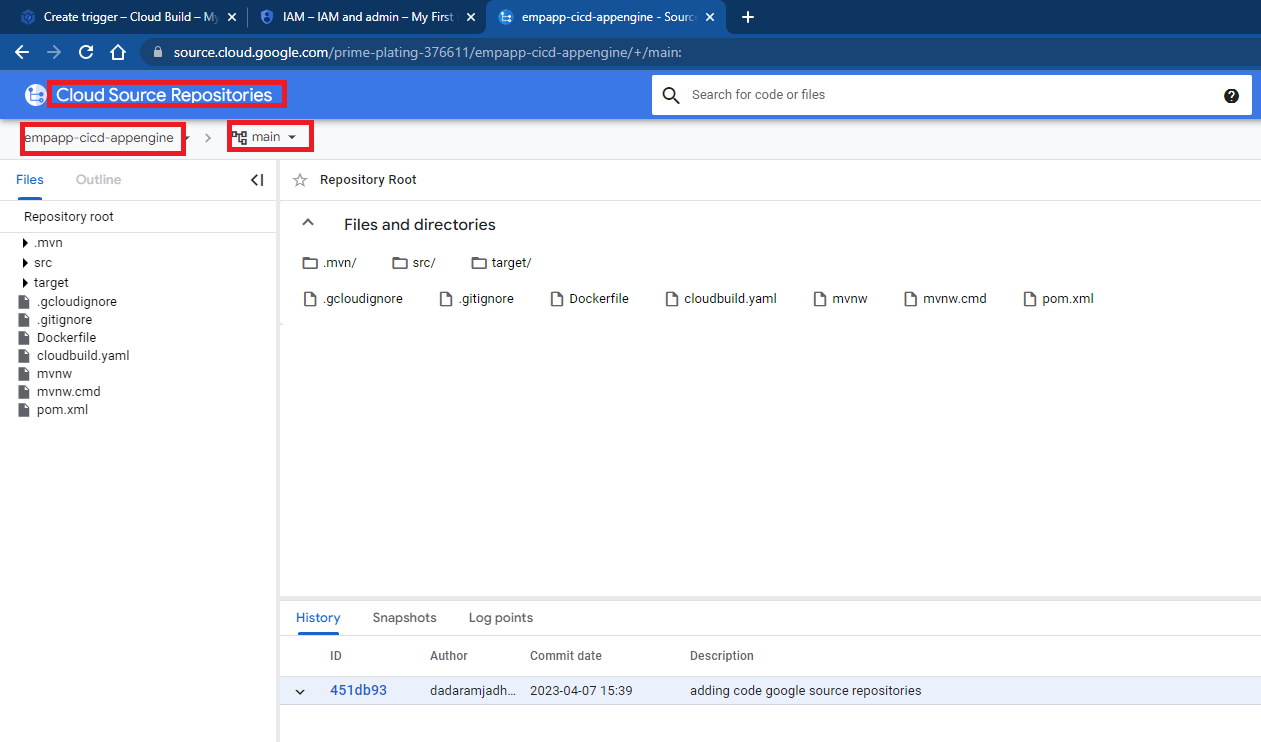 Create trigger – Cloud Build – My
IAM – IAM and admin – My First
empapp-cicd-appengine - Sourc
source.cloud.google.com/prime-plating-376611/empapp-cicd-appengine/+/main:
Cloud Source Repositories
Search for code or files
empapp-cicd-appengine
main
Files Outline
Repository root
.mvn
src
target
.gcloudignore
.gitignore
Dockerfile
cloudbuild.yaml
mvnw
mvnw.cmd
pom.xml
Repository Root
Files and directories
.mvn/ src/ target/
.gcloudignore .gitignore Dockerfile cloudbuild.yaml mvnw mvnw.cmd pom.xml
History Snapshots Log points
ID Author Commit date Description
451db93 dadaramjadh... 2023-04-07 15:39 adding code google source repositories